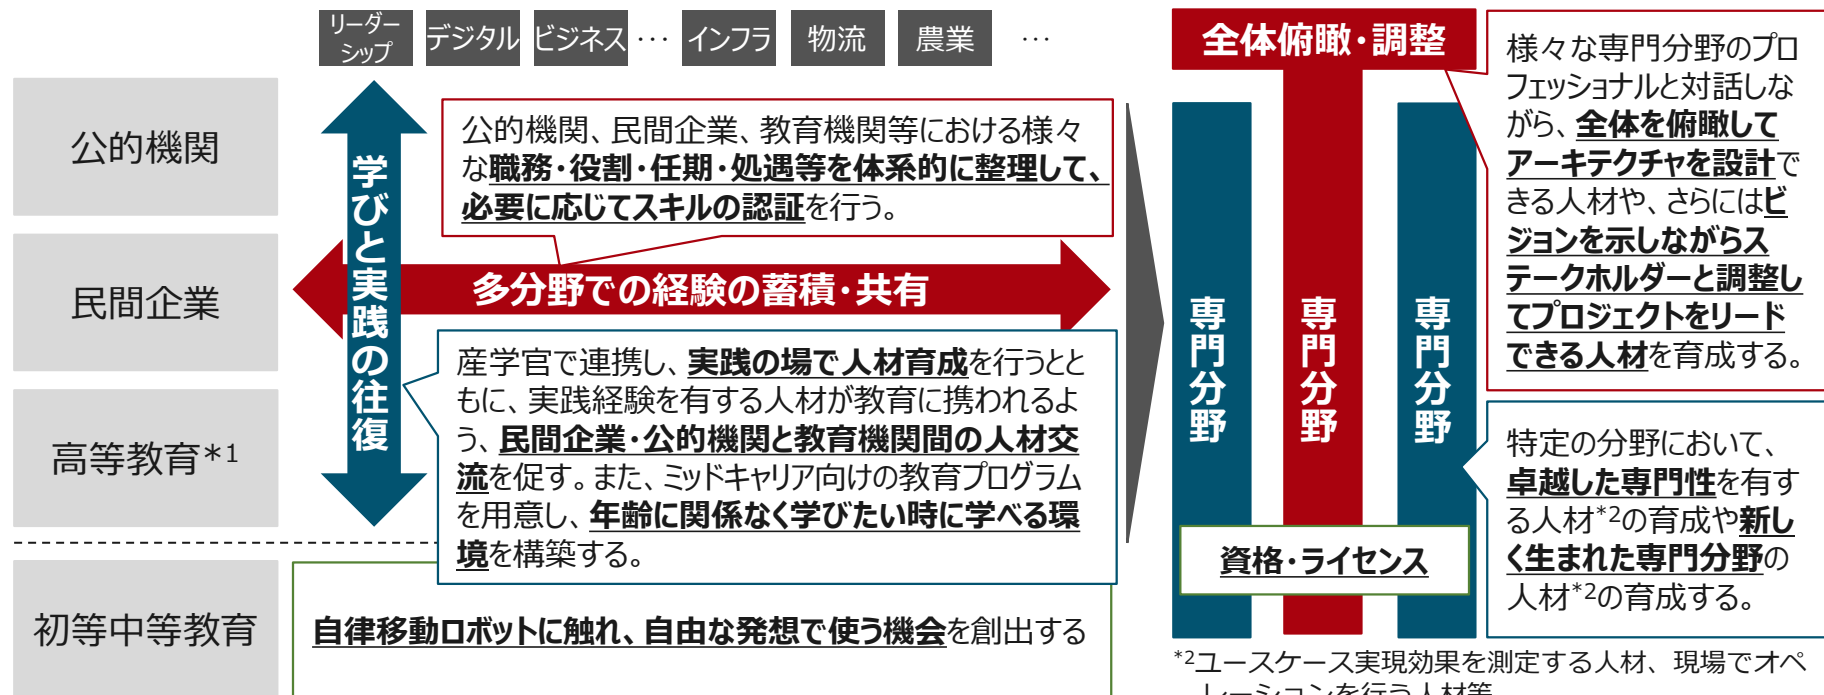 リーダー
シップ
デジタル
ビジネス
…
インフラ
物流
農業
…
公的機関
民間企業
高等教育*1
初等中等教育
学びと実践の往復
公的機関、民間企業、教育機関等における様々
な職務・役割・任期・処遇等を体系的に整理して、
必要に応じてスキルの認証を行う。
多分野での経験の蓄積・共有
産学官で連携し、実践の場で人材育成を行うとと
もに、実践経験を有する人材が教育に携われるよ
う、民間企業・公的機関と教育機関間の人材交
流を促す。また、ミッドキャリア向けの教育プログラム
を用意し、年齢に関係なく学びたい時に学べる環
境を構築する。
自律移動ロボットに触れ、自由な発想で使う機会を創出する
全体俯瞰・調整
専門分野
専門分野
専門分野
資格・ライセンス
様々な専門分野のプロ
フェッショナルと対話しな
がら、全体を俯瞰して
アーキテクチャを設計で
きる人材や、さらにはビ
ジョンを示しながらス
テークホルダーと調整し
てプロジェクトをリード
できる人材を育成する。
特定の分野において、
卓越した専門性を有す
る人材*2の育成や新し
く生まれた専門分野の
人材*2の育成する。
*2ユースケース実現効果を測定する人材、現場でオペ
レーションを行う人材等